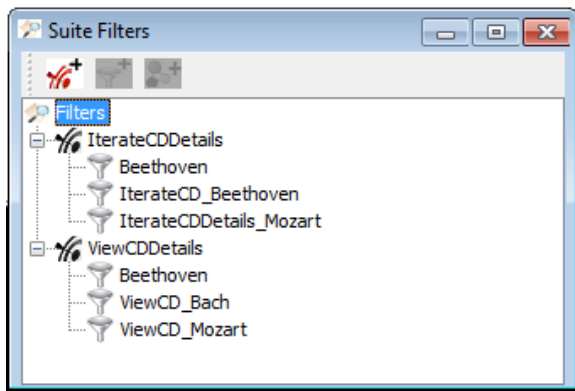 Suite Filters
Filters
IterateCDDetails
Beethoven
IterateCD_Beethoven
IterateCDDetails_Mozart
ViewCDDetails
Beethoven
ViewCD_Bach
ViewCD_Mozart